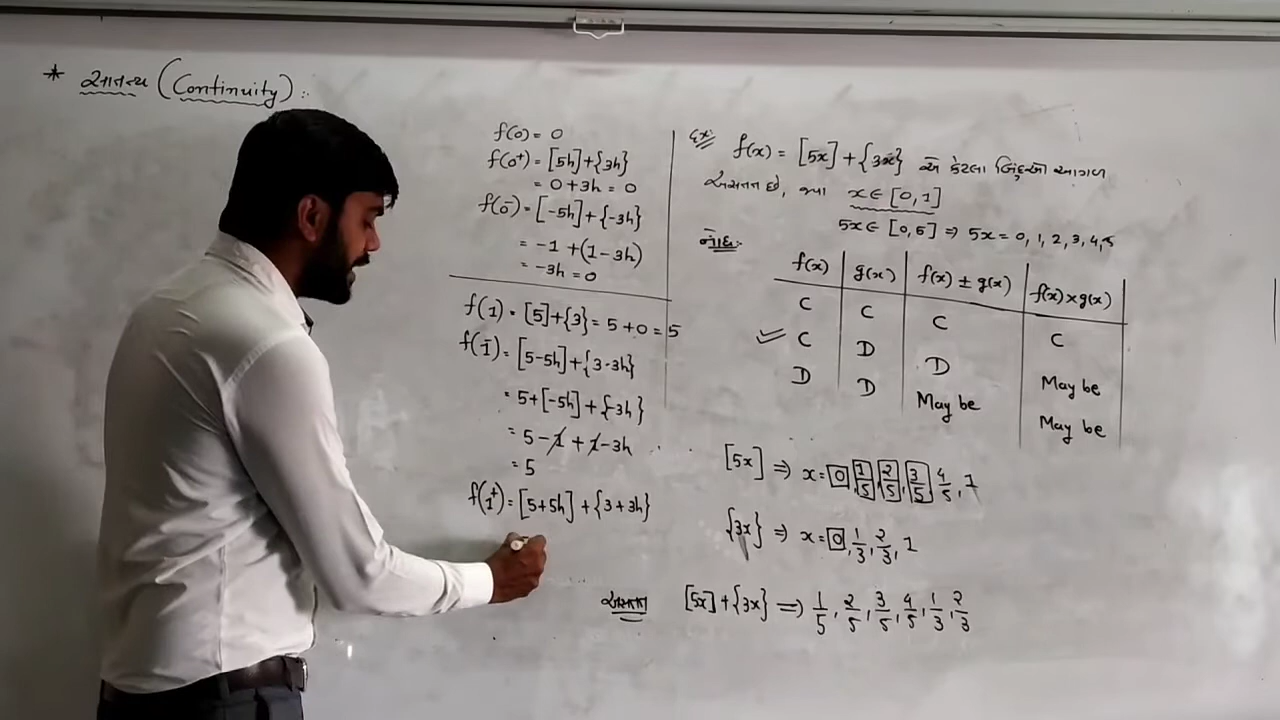 * સાતત્ય (Continuity) :-
f(0) = 0
f(0⁺) = [5h]+{3h}
= 0+3h = 0
f(0⁻) = [-5h]+{-3h}
= -1 +(1-3h)
= -3h = 0
f(1) = [5]+{3} = 5+0 = 5
f(1⁻) = [5-5h]+{3-3h}
= 5+[-5h]+{-3h}
= 5-1+1-3h
= 5
f(1⁺) = [5+5h]+{3+3h}
Ex: f(x) = [5x]+{3x} એ કેટલા બિંદુઓ આગળ
અસતત છે, જ્યાં x∈[0,1]
5x∈[0,5] ⇒ 5x=0,1,2,3,4,5
નોંધ:-
f(x) g(x) f(x) ± g(x) f(x)×g(x)
C C C C
✓ C D D May be
D D May be May be
[5x] ⇒ x=0, 1/5, 2/5, 3/5, 4/5, 1
{3x} ⇒ x=0, 1/3, 2/3, 1
અસતત [5x]+{3x} ⇒ 1/5, 2/5, 3/5, 4/5, 1/3, 2/3